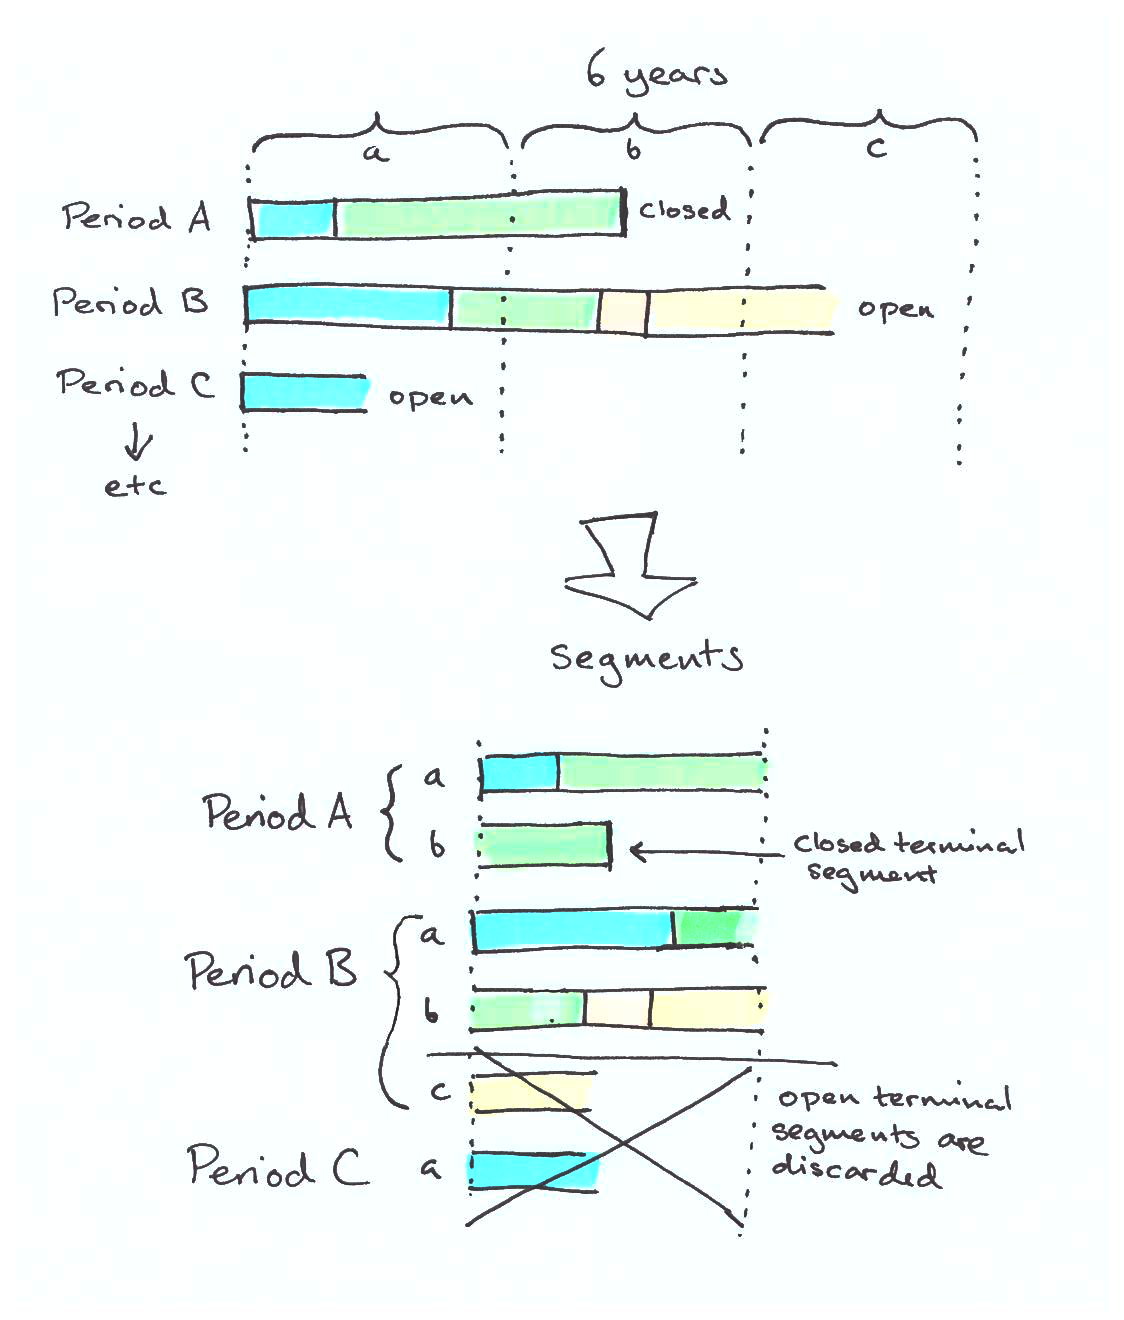 6 years
a b c
Period A closed
Period B open
Period C open
etc
segments
Period A a
b closed terminal
segment
Period B a
b
c open terminal
segments are
discarded
Period C a